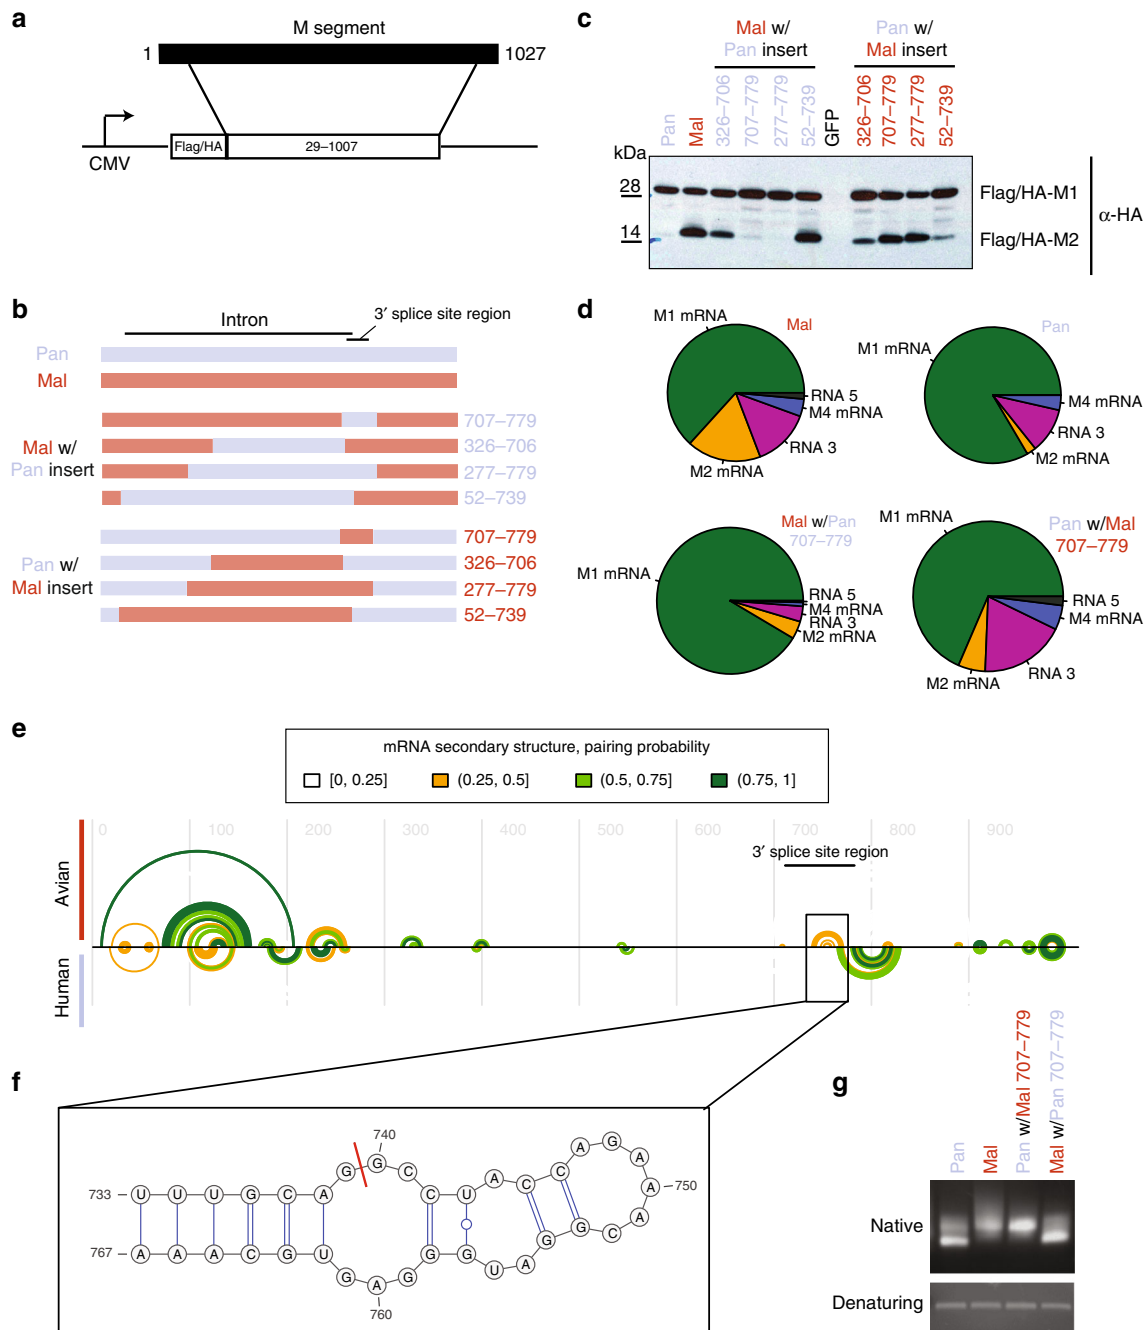 a
M segment
1
1027
CMV
Flag/HA
29–1007
b
Intron
3′ splice site region
Pan
Mal
Mal w/
Pan insert
707–779
326–706
277–779
52–739
Pan w/
Mal insert
707–779
326–706
277–779
52–739
c
Mal w/
Pan insert
Pan w/
Mal insert
Pan
Mal
326–706
707–779
277–779
52–739
GFP
326–706
707–779
277–779
52–739
kDa
28
14
Flag/HA-M1
Flag/HA-M2
α-HA
d
Mal
M1 mRNA
RNA 5
M4 mRNA
RNA 3
M2 mRNA
Pan
M1 mRNA
M4 mRNA
RNA 3
M2 mRNA
Mal w/Pan
707–779
M1 mRNA
RNA 5
M4 mRNA
RNA 3
M2 mRNA
Pan w/Mal
707–779
M1 mRNA
RNA 5
M4 mRNA
RNA 3
M2 mRNA
e
mRNA secondary structure, pairing probability
[0, 0.25]
(0.25, 0.5]
(0.5, 0.75]
(0.75, 1]
0 100 200 300 400 500 600 700 800 900
3′ splice site region
Avian
Human
f
740
733
U U U G C A G G C C U A C C A G A A A C G G A U G G G A G U G C A A A
750
767
760
g
Pan
Mal
Pan w/Mal 707–779
Mal w/Pan 707–779
Native
Denaturing